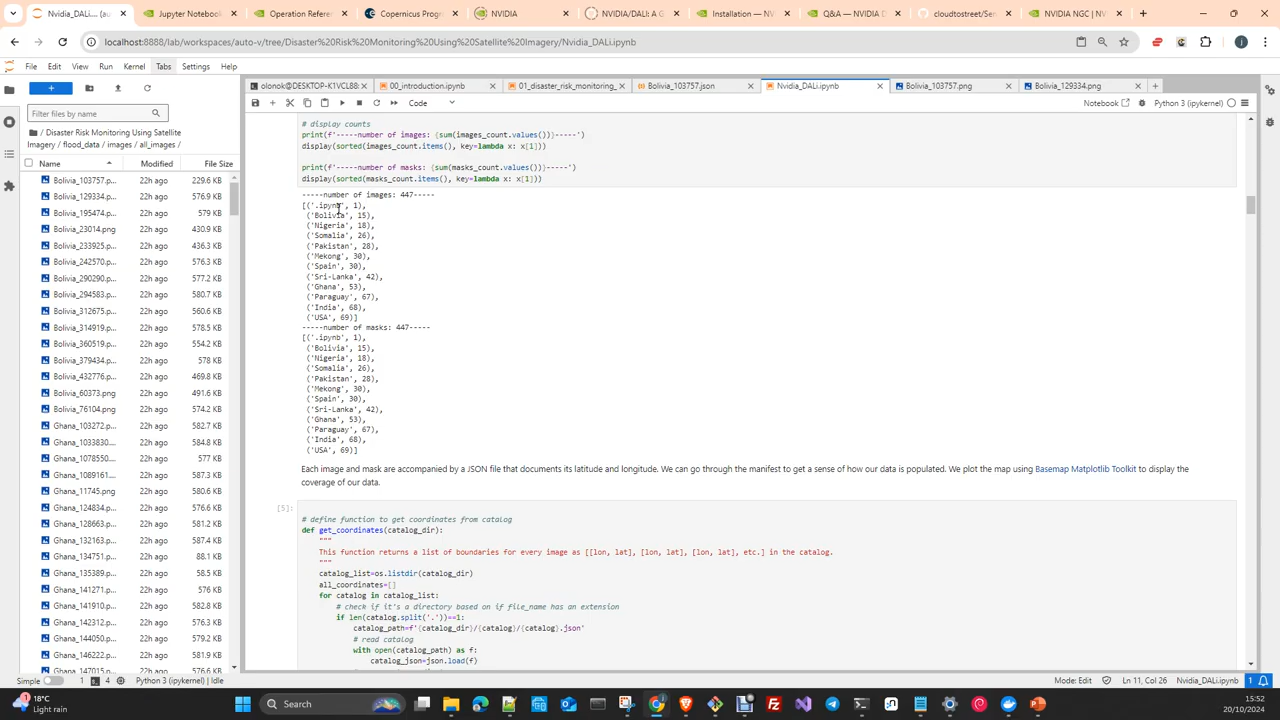 Nvidia_DALi (au
Jupyter Notebook
Operation Refere
Copernicus Prog
NVIDIA
NVIDIA/DALI: A G
Installation — NV
Q&A — NVIDIA D
cloudtostreet/Sen
NVIDIA NGC | NV
localhost:8888/lab/workspaces/auto-v/tree/Disaster%20Risk%20Monitoring%20Using%20Satellite%20Imagery/Nvidia_DALi.ipynb
File Edit View Run Kernel Tabs Settings Help
olonok@DESKTOP-K1VCL88:
00_introduction.ipynb
01_disaster_risk_monitoring_
Bolivia_103757.json
Nvidia_DALi.ipynb
Bolivia_103757.png
Bolivia_129334.png
Code
Notebook
Python 3 (ipykernel)
Filter files by name
/ Disaster Risk Monitoring Using Satellite
Imagery / flood_data / images / all_images /
Name Modified File Size
Bolivia_103757.p... 22h ago 229.6 KB
Bolivia_129334.p... 22h ago 576.9 KB
Bolivia_195474.p... 22h ago 579 KB
Bolivia_23014.png 22h ago 430.9 KB
Bolivia_233925.p... 22h ago 436.3 KB
Bolivia_242570.p... 22h ago 576.1 KB
Bolivia_290290.p... 22h ago 577.2 KB
Bolivia_294583.p... 22h ago 580.7 KB
Bolivia_312675.p... 22h ago 560.6 KB
Bolivia_314919.p... 22h ago 578.5 KB
Bolivia_360519.p... 22h ago 554.2 KB
Bolivia_379434.p... 22h ago 578 KB
Bolivia_432776.p... 22h ago 469.8 KB
Bolivia_60373.png 22h ago 491.6 KB
Bolivia_76104.png 22h ago 574.2 KB
Ghana_103272.p... 22h ago 582.7 KB
Ghana_1033830.... 22h ago 584.8 KB
Ghana_1078550.... 22h ago 577 KB
Ghana_1089161.... 22h ago 587.3 KB
Ghana_11745.png 22h ago 580.6 KB
Ghana_124834.p... 22h ago 576.6 KB
Ghana_128663.p... 22h ago 581.2 KB
Ghana_132163.p... 22h ago 587.4 KB
Ghana_134751.p... 22h ago 88.1 KB
Ghana_135389.p... 22h ago 58.5 KB
Ghana_141271.p... 22h ago 576 KB
Ghana_141910.p... 22h ago 582.8 KB
Ghana_142312.p... 22h ago 576.3 KB
Ghana_144050.p... 22h ago 579.2 KB
Ghana_146222.p... 22h ago 581.9 KB
Ghana_147015.p... 22h ago 576.6 KB
# display counts
print(f'-----number of images: {sum(images_count.values())}-----')
display(sorted(images_count.items(), key=lambda x: x[1]))
print(f'-----number of masks: {sum(masks_count.values())}-----')
display(sorted(masks_count.items(), key=lambda x: x[1]))
-----number of images: 447-----
[('.ipynb', 1),
('Bolivia', 15),
('Nigeria', 18),
('Somalia', 26),
('Pakistan', 28),
('Mekong', 30),
('Spain', 30),
('Sri-Lanka', 42),
('Ghana', 53),
('Paraguay', 67),
('India', 68),
('USA', 69)]
-----number of masks: 447-----
[('.ipynb', 1),
('Bolivia', 15),
('Nigeria', 18),
('Somalia', 26),
('Pakistan', 28),
('Mekong', 30),
('Spain', 30),
('Sri-Lanka', 42),
('Ghana', 53),
('Paraguay', 67),
('India', 68),
('USA', 69)]
Each image and mask are accompanied by a JSON file that documents its latitude and longitude. We can go through the manifest to get a sense of how our data is populated. We plot the map using Basemap Matplotlib Toolkit to display the
coverage of our data.
[5]:
# define function to get coordinates from catalog
def get_coordinates(catalog_dir):
"""
This function returns a list of boundaries for every image as [[lon, lat], [lon, lat], [lon, lat], etc.] in the catalog.
"""
catalog_list=os.listdir(catalog_dir)
all_coordinates=[]
for catalog in catalog_list:
# check if it's a directory based on if file_name has an extension
if len(catalog.split('.'))==1:
catalog_path=f'{catalog_dir}/{catalog}/{catalog}.json'
# read catalog
with open(catalog_path) as f:
catalog_json=json.load(f)
Simple 1 4 Python 3 (ipykernel) | Idle
Mode: Edit Ln 11, Col 26 Nvidia_DALi.ipynb 1
18°C
Light rain
Search
15:52
20/10/2024